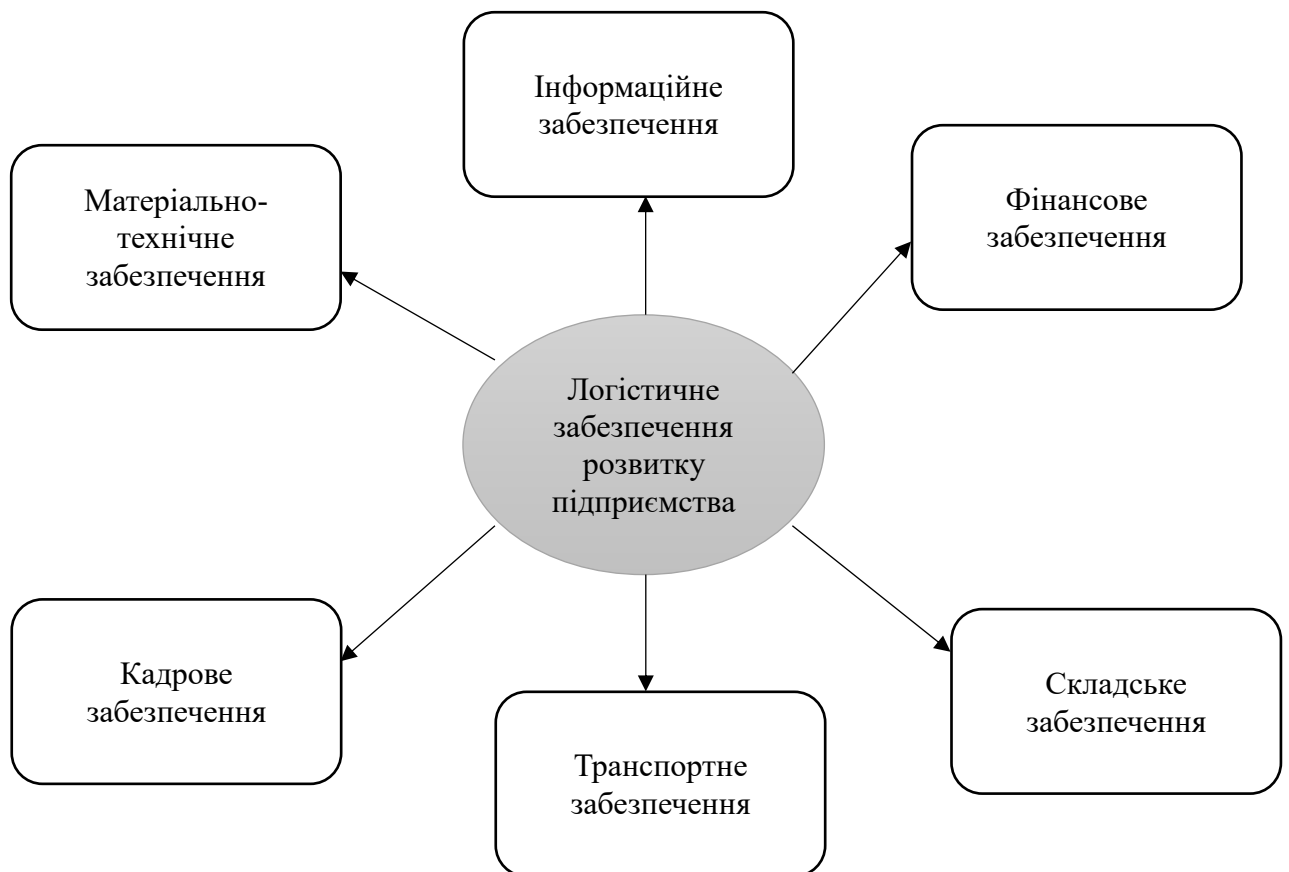 Інформаційне
забезпечення
Матеріально-
технічне
забезпечення
Фінансове
забезпечення
Логістичне
забезпечення
розвитку
підприємства
Кадрове
забезпечення
Транспортне
забезпечення
Складське
забезпечення